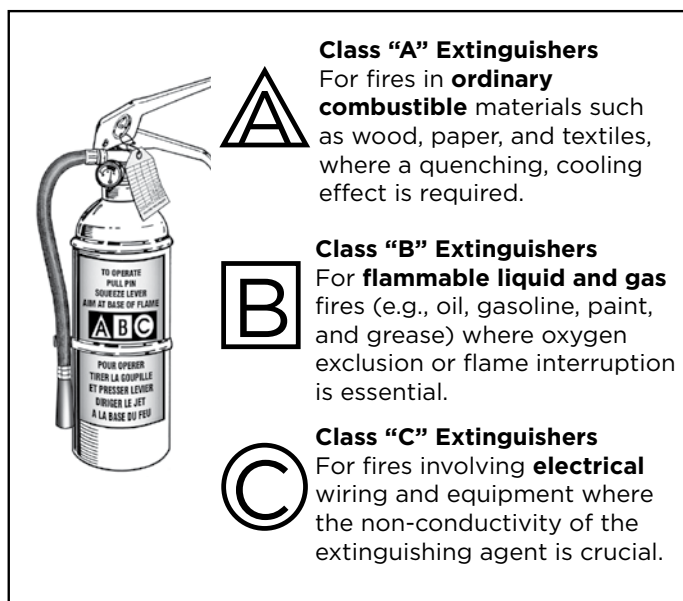 TO OPERATE
PULL PIN
SQUEEZE LEVER
AIM AT BASE OF FLAME
A B C
POUR OPERER
TIRER LA GOUPILLE
ET PRESSER LEVIER
DIRIGER LE JET
A LA BASE DU FEU
A
Class “A” Extinguishers
For fires in ordinary
combustible materials such
as wood, paper, and textiles,
where a quenching, cooling
effect is required.
B
Class “B” Extinguishers
For flammable liquid and gas
fires (e.g., oil, gasoline, paint,
and grease) where oxygen
exclusion or flame interruption
is essential.
C
Class “C” Extinguishers
For fires involving electrical
wiring and equipment where
the non-conductivity of the
extinguishing agent is crucial.